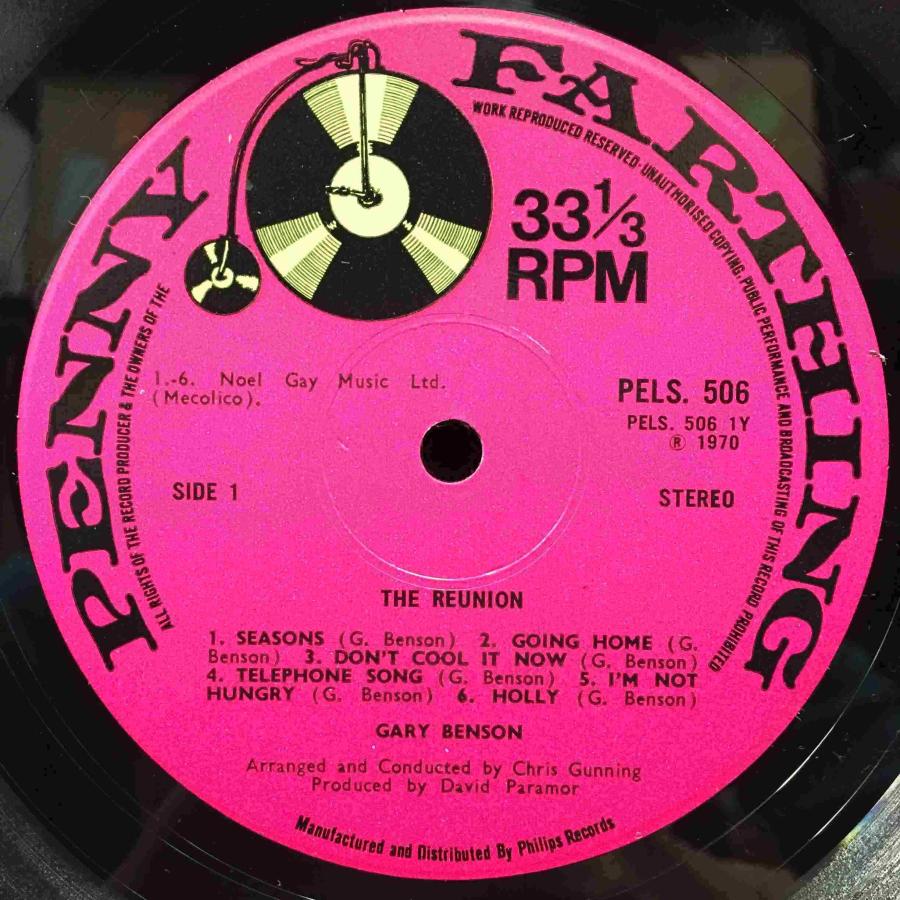 PENNY FARTHING
ALL RIGHTS OF THE RECORD PRODUCER & THE OWNERS OF THE
WORK REPRODUCED RESERVED·UNAUTHORISED COPYING, PUBLIC PERFORMANCE AND BROADCASTING OF THIS RECORD PROHIBITED
33 1/3
RPM
1.-6. Noel Gay Music Ltd.
(Mecolico).
PELS. 506
PELS. 506 1Y
℗ 1970
SIDE 1
STEREO
THE REUNION
1. SEASONS (G. Benson) 2. GOING HOME (G.
Benson) 3. DON'T COOL IT NOW (G. Benson)
4. TELEPHONE SONG (G. Benson) 5. I'M NOT
HUNGRY (G. Benson) 6. HOLLY (G. Benson)
GARY BENSON
Arranged and Conducted by Chris Gunning
Produced by David Paramor
Manufactured and Distributed By Philips Records